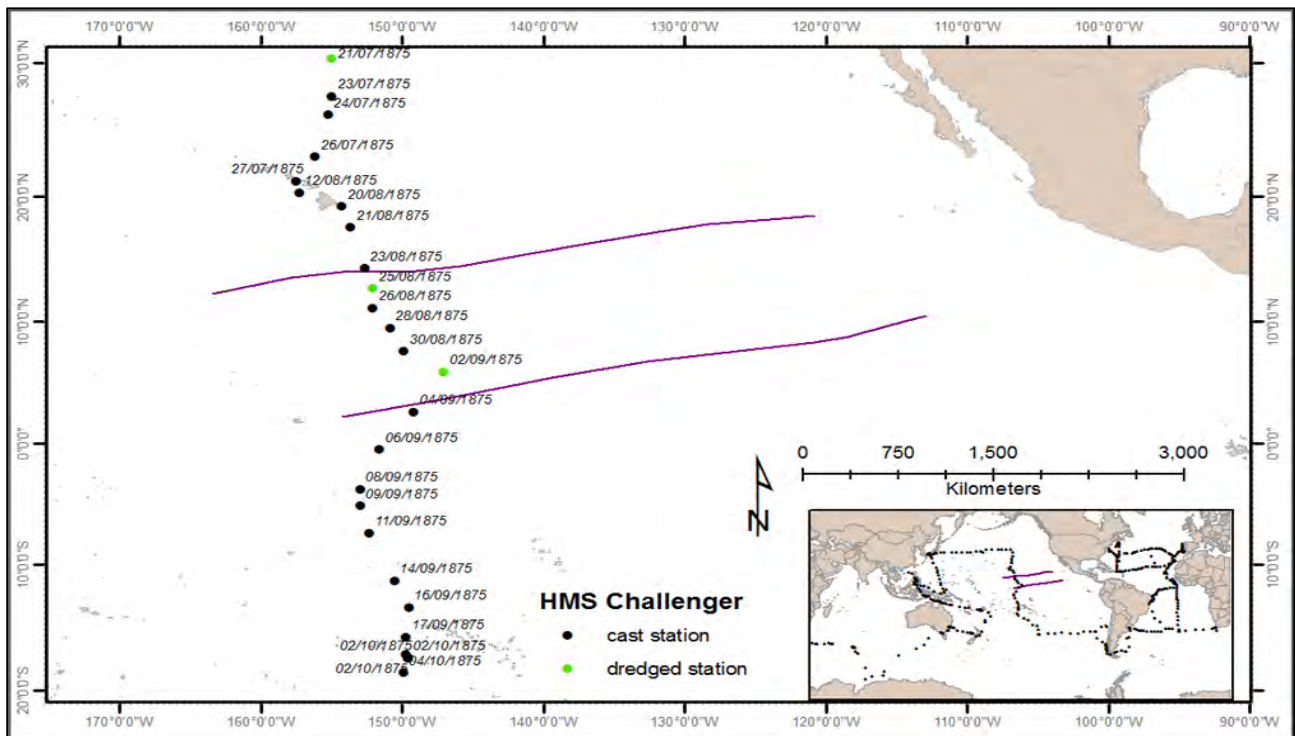 170°0'0"W 160°0'0"W 150°0'0"W 140°0'0"W 130°0'0"W 120°0'0"W 110°0'0"W 100°0'0"W 90°0'0"W
30°0'0"N
20°0'0"N
10°0'0"N
0°0'0"
10°0'0"S
20°0'0"S
21/07/1875
23/07/1875
24/07/1875
26/07/1875
27/07/1875
12/08/1875
20/08/1875
21/08/1875
23/08/1875
25/08/1875
26/08/1875
28/08/1875
30/08/1875
02/09/1875
04/09/1875
06/09/1875
08/09/1875
09/09/1875
11/09/1875
14/09/1875
16/09/1875
17/09/1875
02/10/1875 02/10/1875
04/10/1875
02/10/1875
20°0'0"N
10°0'0"N
0°0'0"
10°0'0"S
0 750 1,500 3,000
Kilometers
N
HMS Challenger
cast station
dredged station
170°0'0"W 160°0'0"W 150°0'0"W 140°0'0"W 130°0'0"W 120°0'0"W 110°0'0"W 100°0'0"W 90°0'0"W